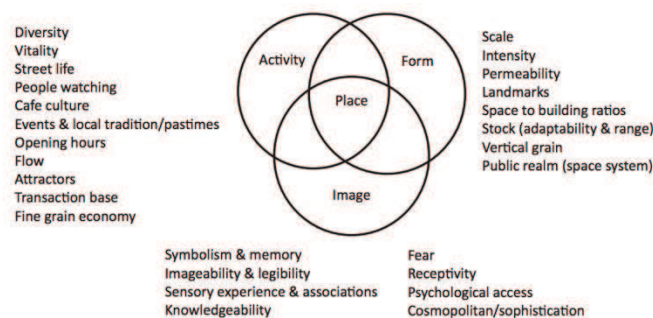 Diversity
Vitality
Street life
People watching
Cafe culture
Events & local tradition/pastimes
Opening hours
Flow
Attractors
Transaction base
Fine grain economy
Activity
Form
Place
Image
Scale
Intensity
Permeability
Landmarks
Space to building ratios
Stock (adaptability & range)
Vertical grain
Public realm (space system)
Symbolism & memory
Imageability & legibility
Sensory experience & associations
Knowledgeability
Fear
Receptivity
Psychological access
Cosmopolitan/sophistication